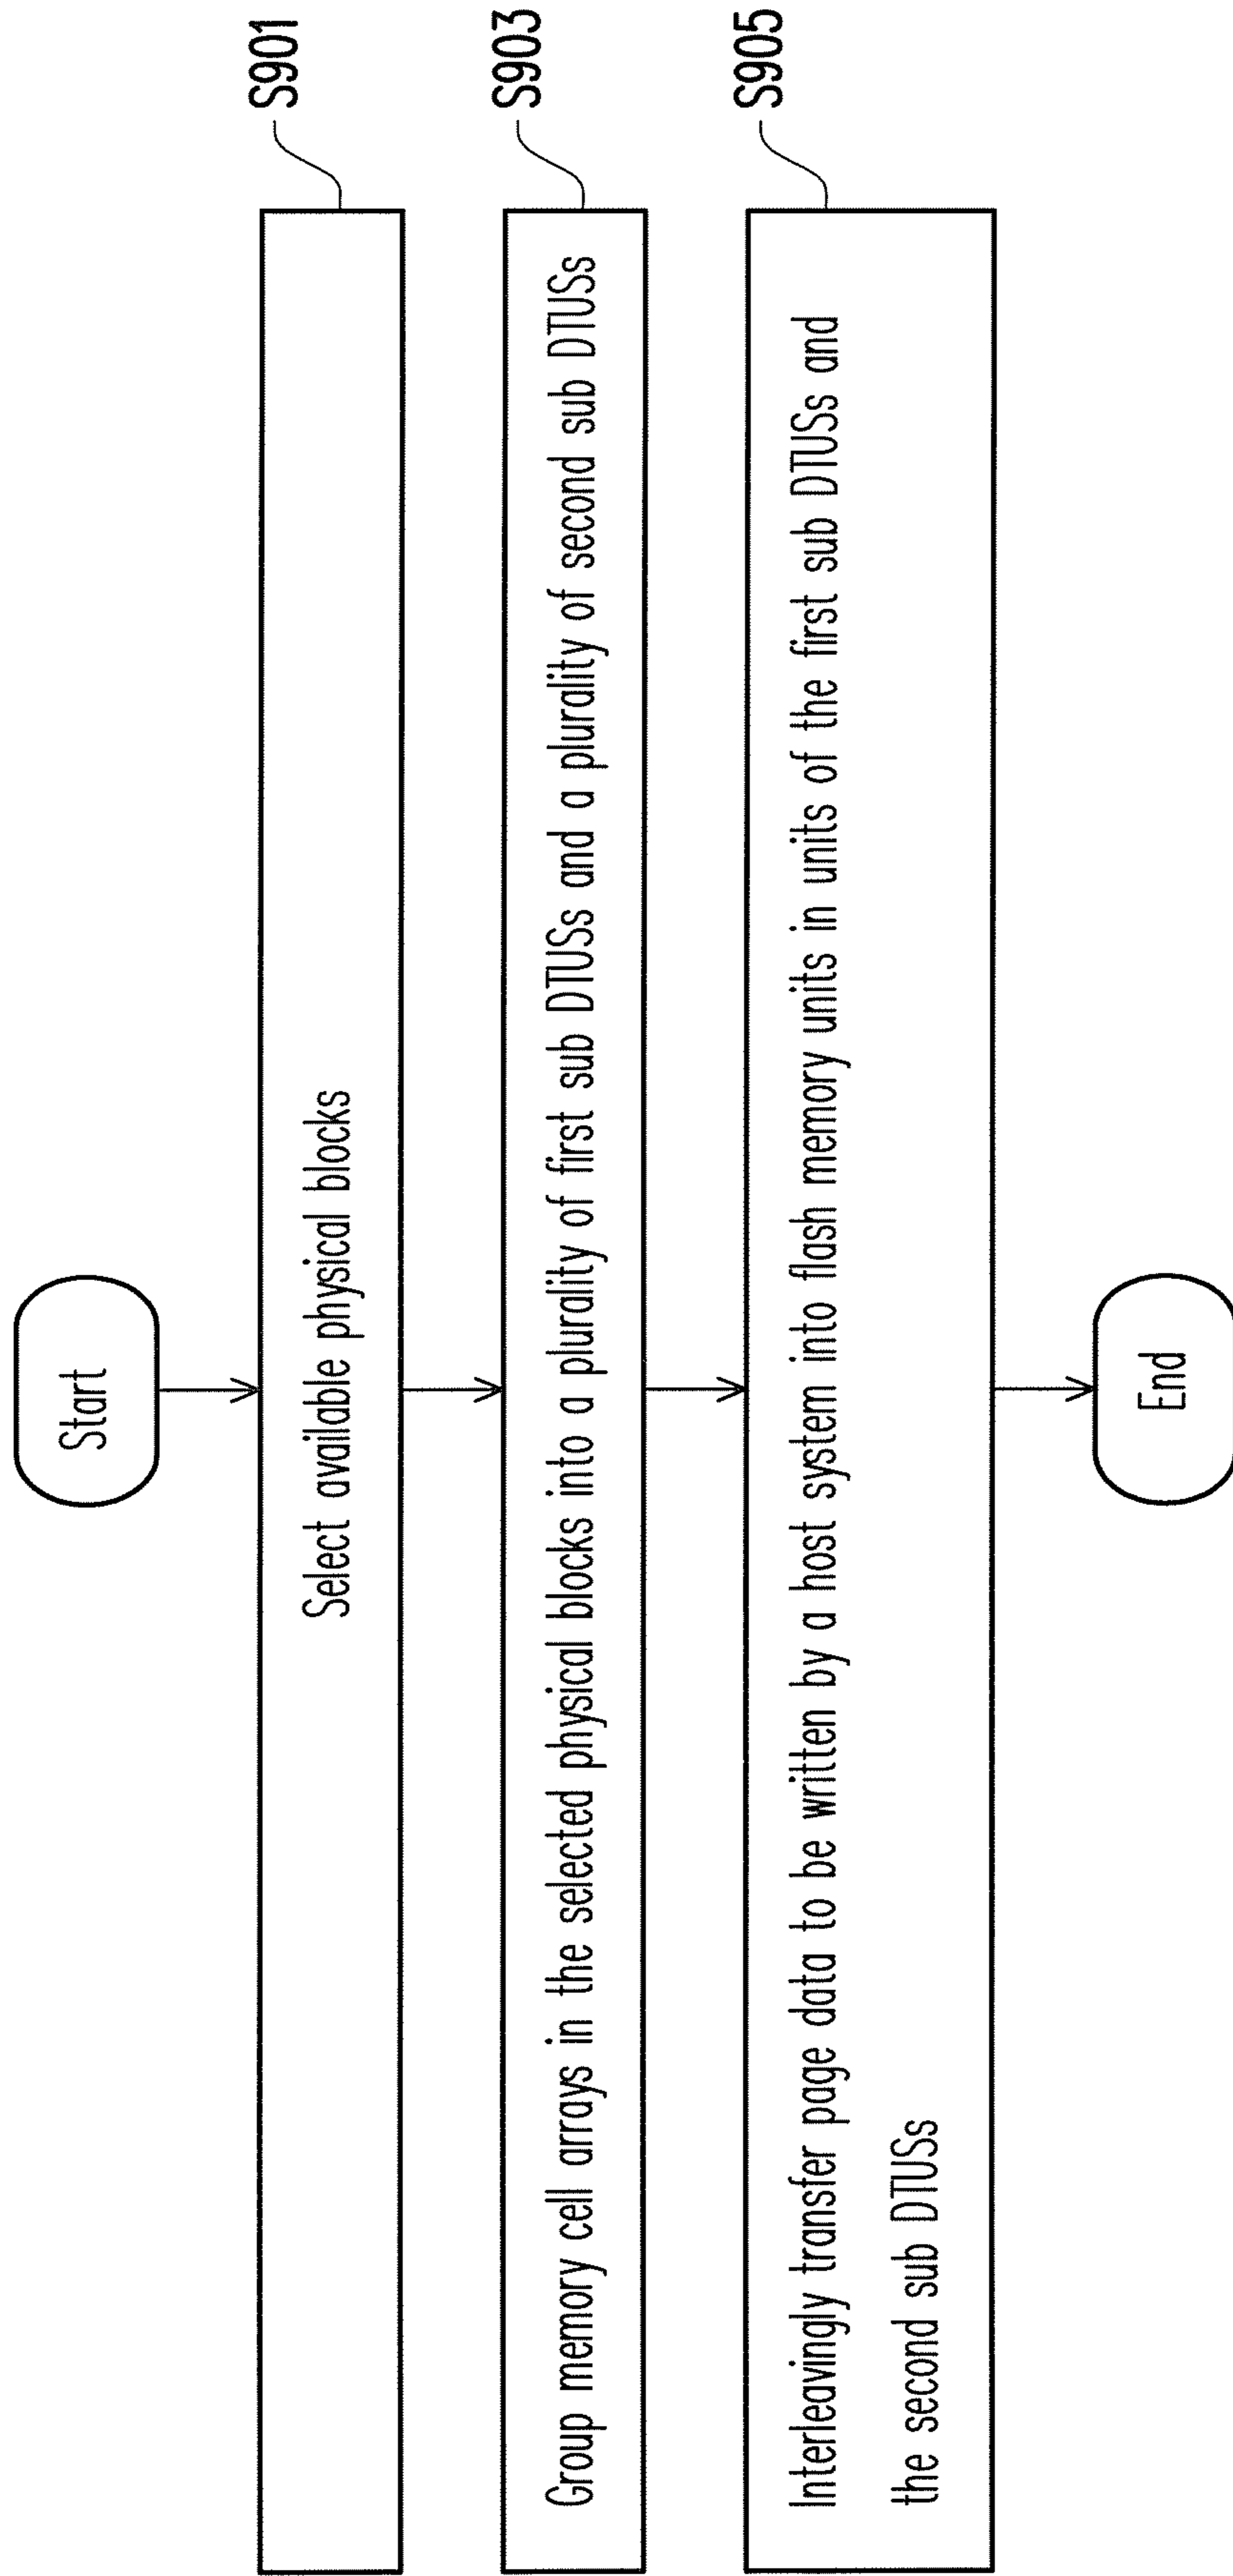 Start
Select available physical blocks
S901
Group memory cell arrays in the selected physical blocks into a plurality of first sub DTUSs and a plurality of second sub DTUSs
S903
Interleavingly transfer page data to be written by a host system into flash memory units in units of the first sub DTUSs and
the second sub DTUSs
S905
End